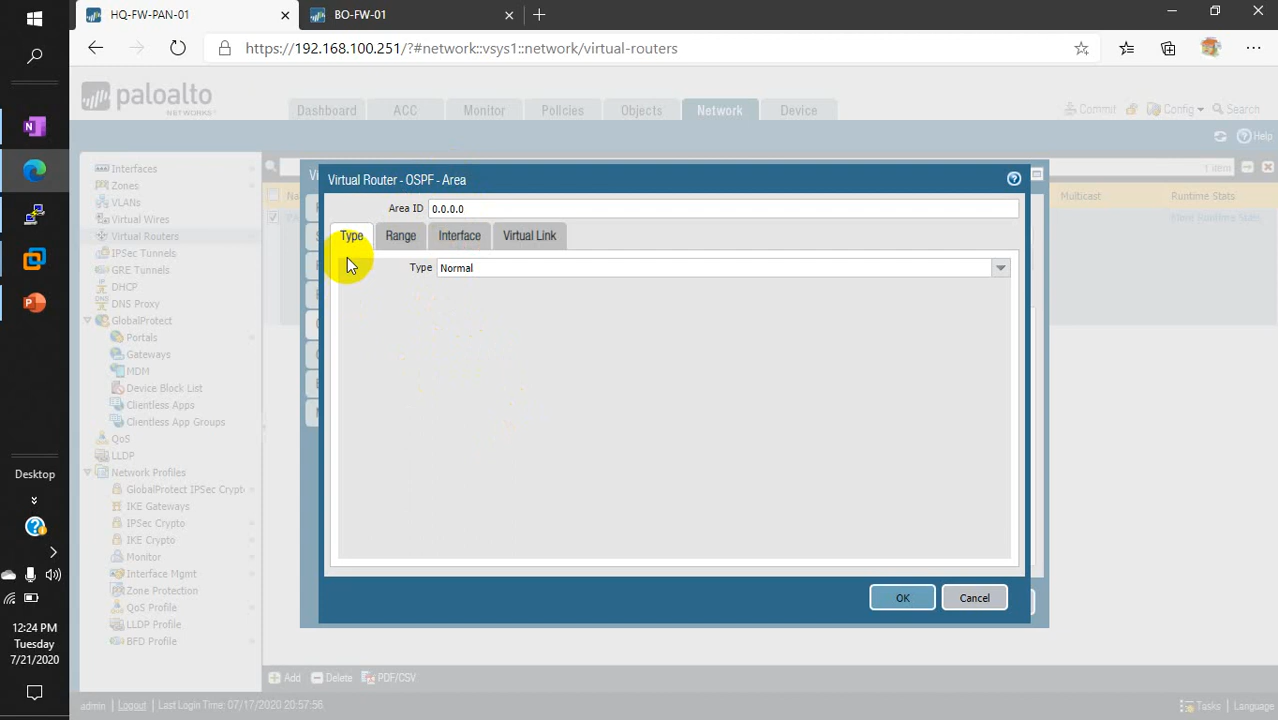 HQ-FW-PAN-01
BO-FW-01
https://192.168.100.251/?#network::vsys1::network/virtual-routers
paloalto
NETWORKS
Dashboard ACC Monitor Policies Objects Network Device
Commit Config Search
Help
Interfaces
Zones
VLANs
Virtual Wires
Virtual Routers
IPSec Tunnels
GRE Tunnels
DHCP
DNS Proxy
GlobalProtect
Portals
Gateways
MDM
Device Block List
Clientless Apps
Clientless App Groups
QoS
LLDP
Network Profiles
GlobalProtect IPSec Crypto
IKE Gateways
IPSec Crypto
IKE Crypto
Monitor
Interface Mgmt
Zone Protection
QoS Profile
LLDP Profile
BFD Profile
1 item
Multicast Runtime Stats
Virtual Router - OSPF - Area
Area ID 0.0.0.0
Type Range Interface Virtual Link
Type Normal
OK Cancel
Add Delete PDF/CSV
admin Logout Last Login Time: 07/17/2020 20:57:56
Tasks Language
Desktop
12:24 PM
Tuesday
7/21/2020